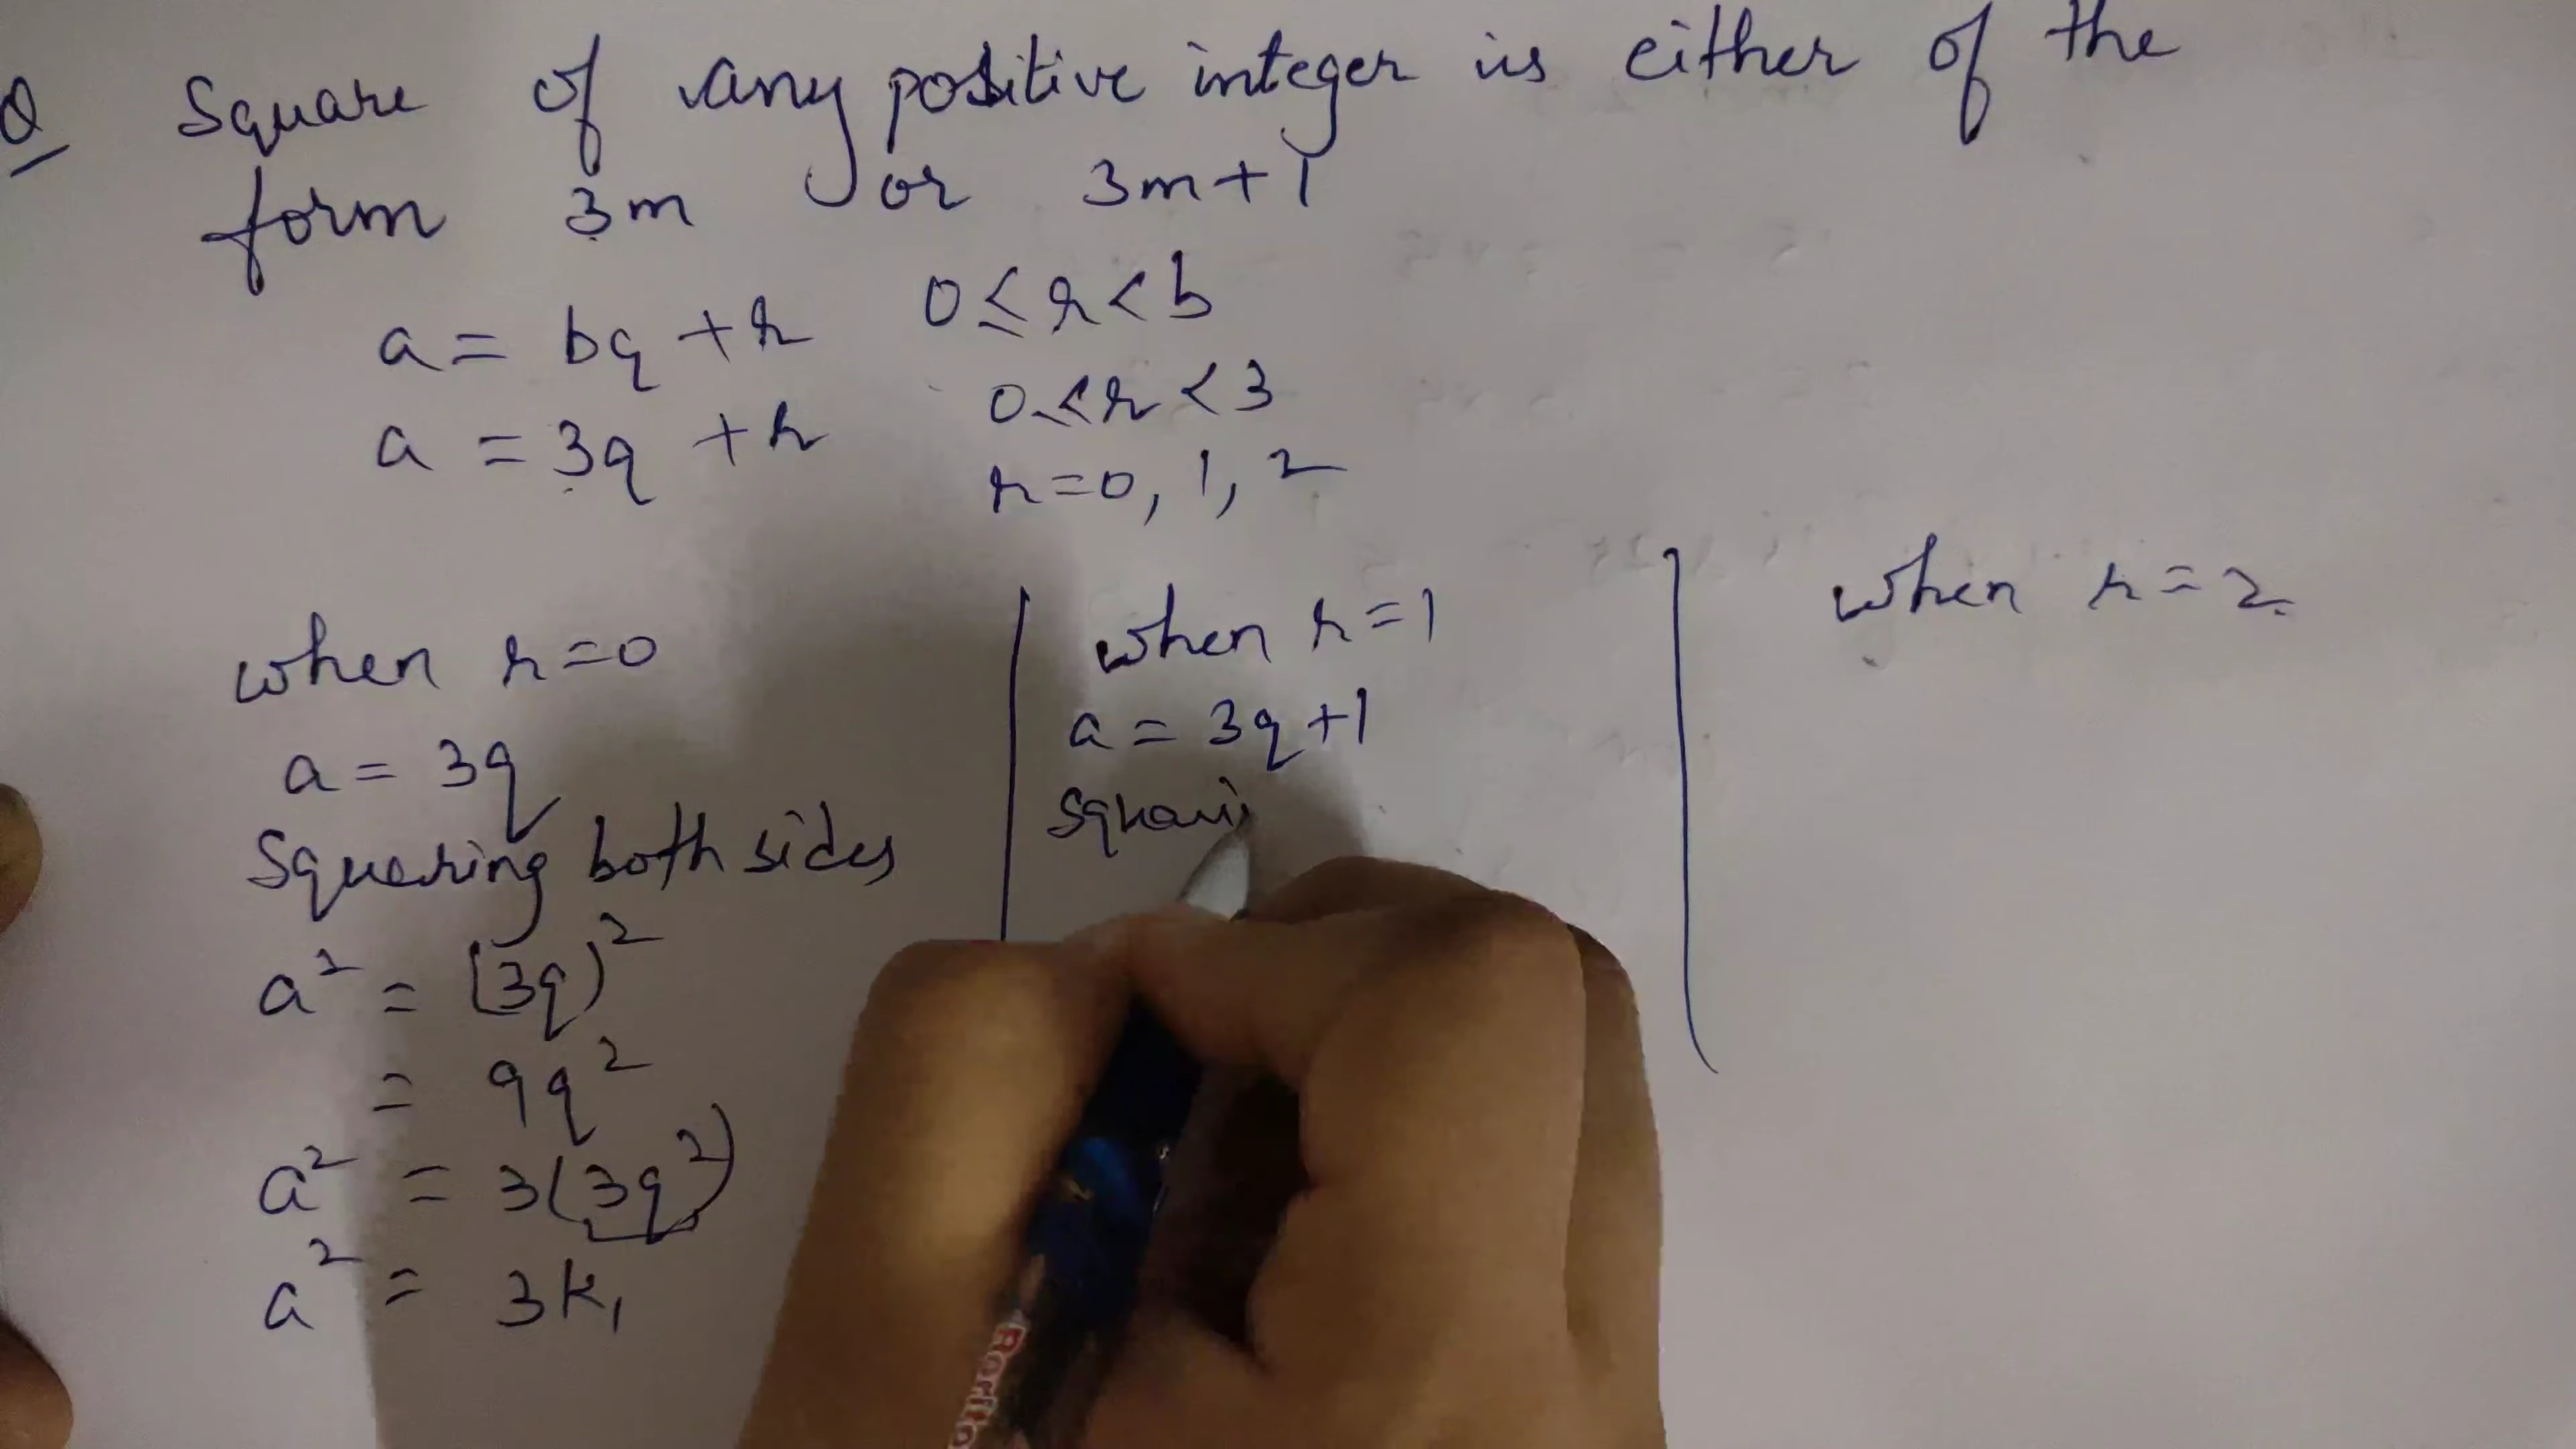 Q Square of any positive integer is either of the
form 3m or 3m+1
a = bq + r 0 ≤ r < b
a = 3q + r 0 ≤ r < 3
r = 0, 1, 2
when r = 0
a = 3q
Squaring both sides
a² = (3q)²
= 9q²
a² = 3(3q²)
a² = 3k₁
when r = 1
a = 3q + 1
Squari
when r = 2